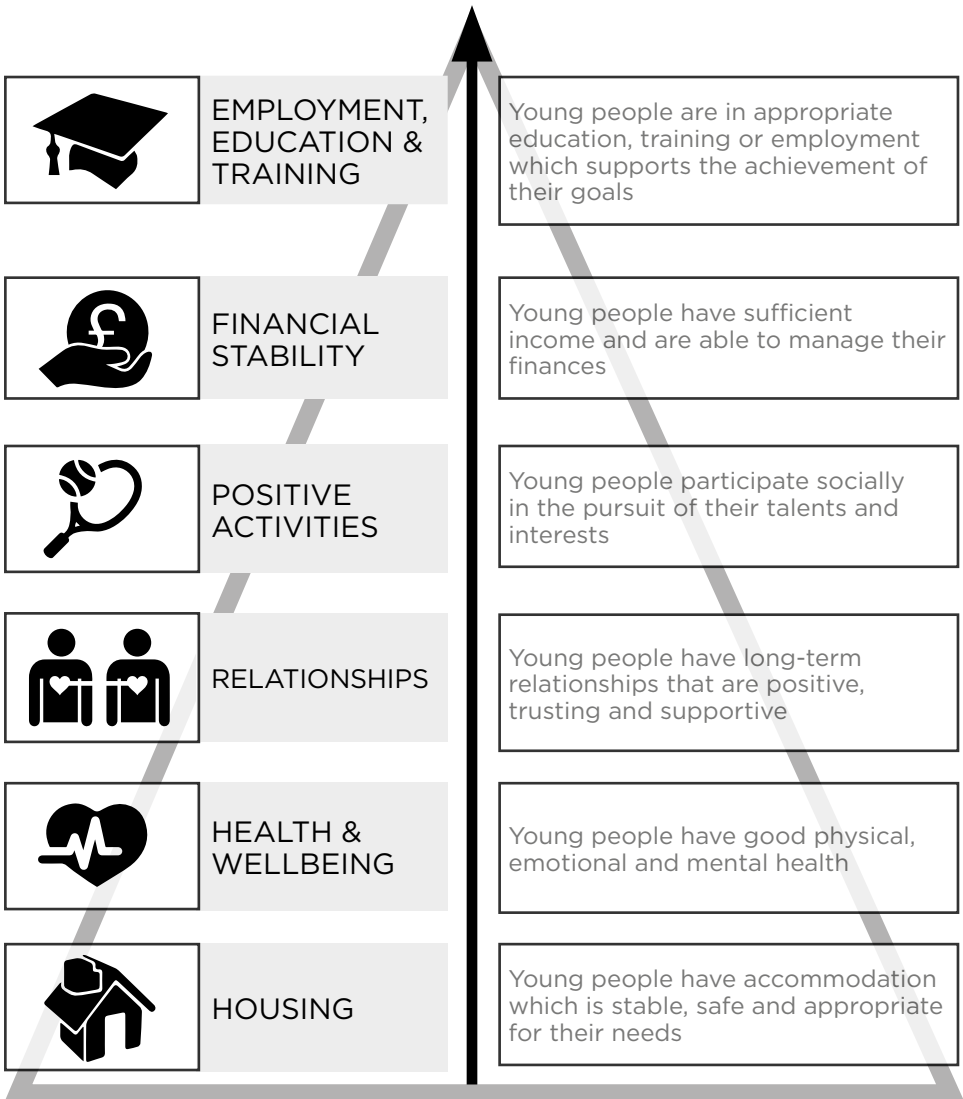 EMPLOYMENT,
EDUCATION &
TRAINING
Young people are in appropriate
education, training or employment
which supports the achievement of
their goals
£
FINANCIAL
STABILITY
Young people have sufficient
income and are able to manage their
finances
POSITIVE
ACTIVITIES
Young people participate socially
in the pursuit of their talents and
interests
RELATIONSHIPS
Young people have long-term
relationships that are positive,
trusting and supportive
HEALTH &
WELLBEING
Young people have good physical,
emotional and mental health
HOUSING
Young people have accommodation
which is stable, safe and appropriate
for their needs